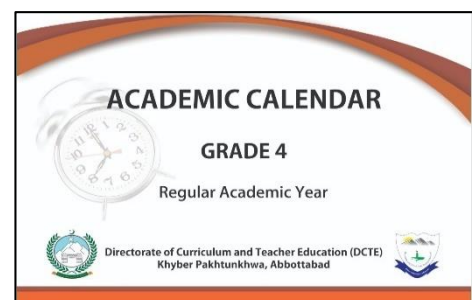 ACADEMIC CALENDAR
GRADE 4
Regular Academic Year
Directorate of Curriculum and Teacher Education (DCTE)
Khyber Pakhtunkhwa, Abbottabad